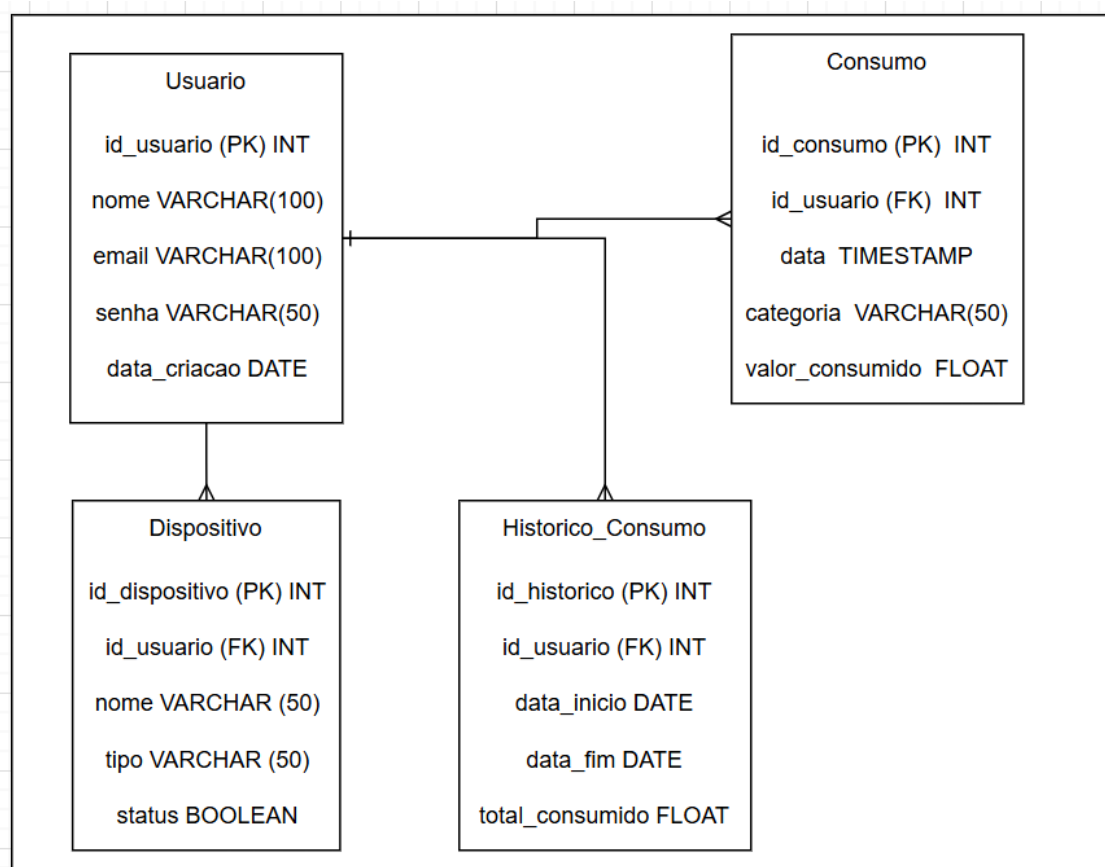 Usuario
id_usuario (PK) INT
nome VARCHAR(100)
email VARCHAR(100)
senha VARCHAR(50)
data_criacao DATE
Consumo
id_consumo (PK)  INT
id_usuario (FK)  INT
data  TIMESTAMP
categoria  VARCHAR(50)
valor_consumido  FLOAT
Dispositivo
id_dispositivo (PK) INT
id_usuario (FK) INT
nome VARCHAR (50)
tipo VARCHAR (50)
status BOOLEAN
Historico_Consumo
id_historico (PK) INT
id_usuario (FK) INT
data_inicio DATE
data_fim DATE
total_consumido FLOAT